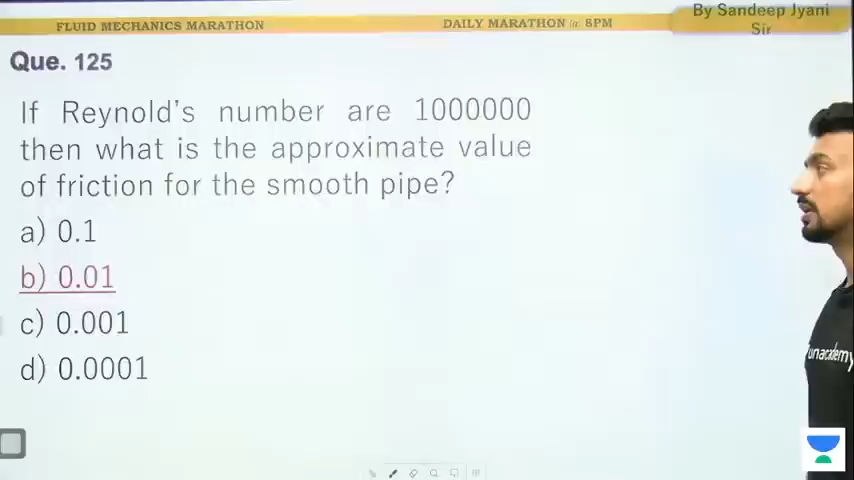 FLUID MECHANICS MARATHON
DAILY MARATHON @ 8PM
By Sandeep Jyani
Sir
Que. 125
If Reynold's number are 1000000
then what is the approximate value
of friction for the smooth pipe?
a) 0.1
b) 0.01
c) 0.001
d) 0.0001
unacademy